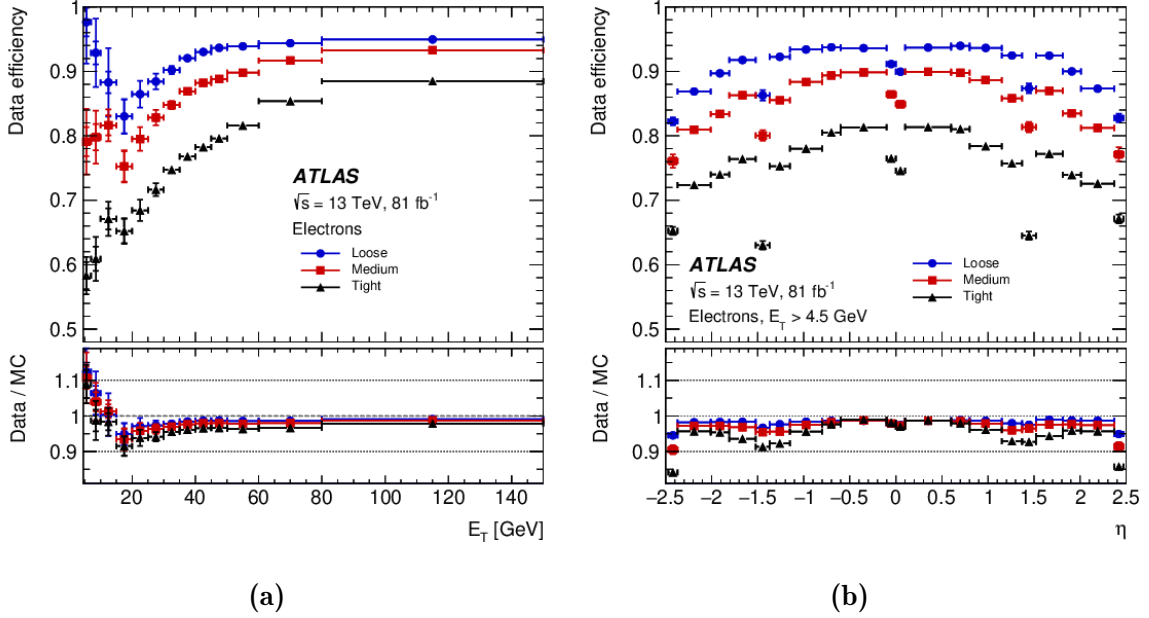 Data efficiency
1
0.9
0.8
0.7
0.6
0.5
ATLAS
√s = 13 TeV, 81 fb⁻¹
Electrons
Loose
Medium
Tight
Data / MC
1.1
1
0.9
20 40 60 80 100 120 140
E_T [GeV]
(a)
Data efficiency
1
0.9
0.8
0.7
0.6
0.5
ATLAS
√s = 13 TeV, 81 fb⁻¹
Electrons, E_T > 4.5 GeV
Loose
Medium
Tight
Data / MC
1.1
1
0.9
−2.5 −2 −1.5 −1 −0.5 0 0.5 1 1.5 2 2.5
η
(b)